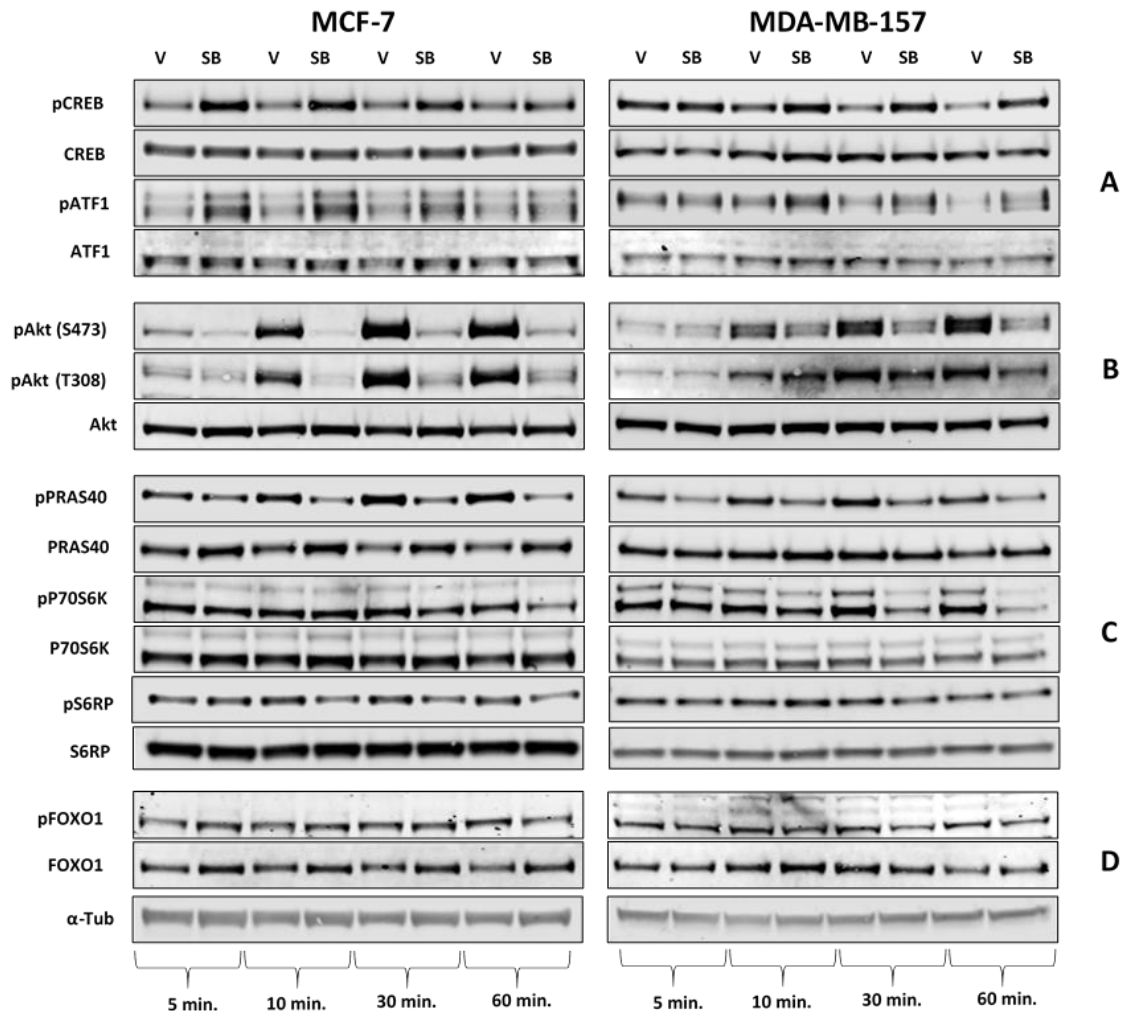 MCF-7 MDA-MB-157
V SB V SB V SB V SB V SB V SB V SB V SB
pCREB
CREB
pATF1
ATF1
A
pAkt (S473)
pAkt (T308)
Akt
B
pPRAS40
PRAS40
pP70S6K
P70S6K
pS6RP
S6RP
C
pFOXO1
FOXO1
D
α-Tub
5 min. 10 min. 30 min. 60 min. 5 min. 10 min. 30 min. 60 min.